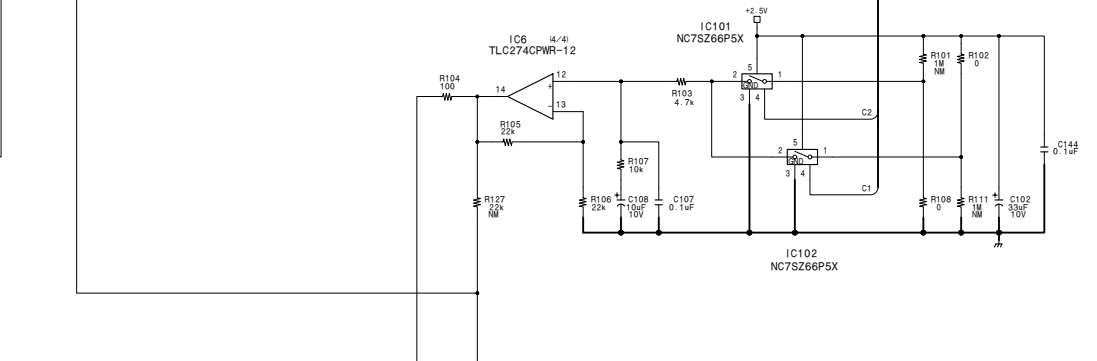 +2.5V
IC101
NC7SZ66P5X
IC6 (4/4)
TLC274CPWR-12
R104
100
14
12
+
13
-
R105
22k
R127
22k
NM
R106
22k
R107
10k
C108
10uF
10V
+
C107
0.1uF
R103
4.7k
5
2
1
GND
3 4
C2
5
2
1
GND
3 4
C1
R101
1M
NM
R102
0
R108
0
R111
1M
NM
+
C102
33uF
10V
C144
0.1uF
IC102
NC7SZ66P5X